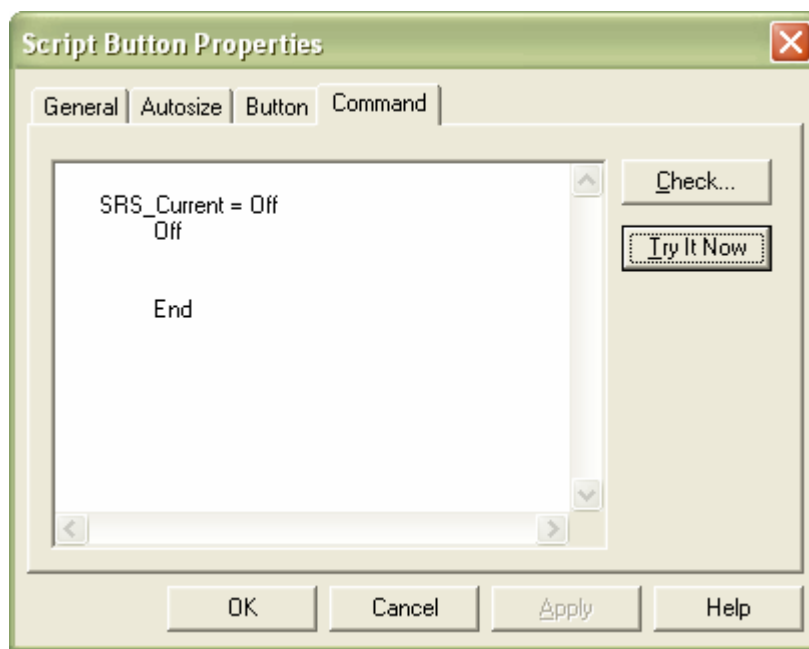 Script Button Properties
General Autosize Button Command
SRS_Current = Off
Off
End
Check...
Try It Now
OK Cancel Apply Help